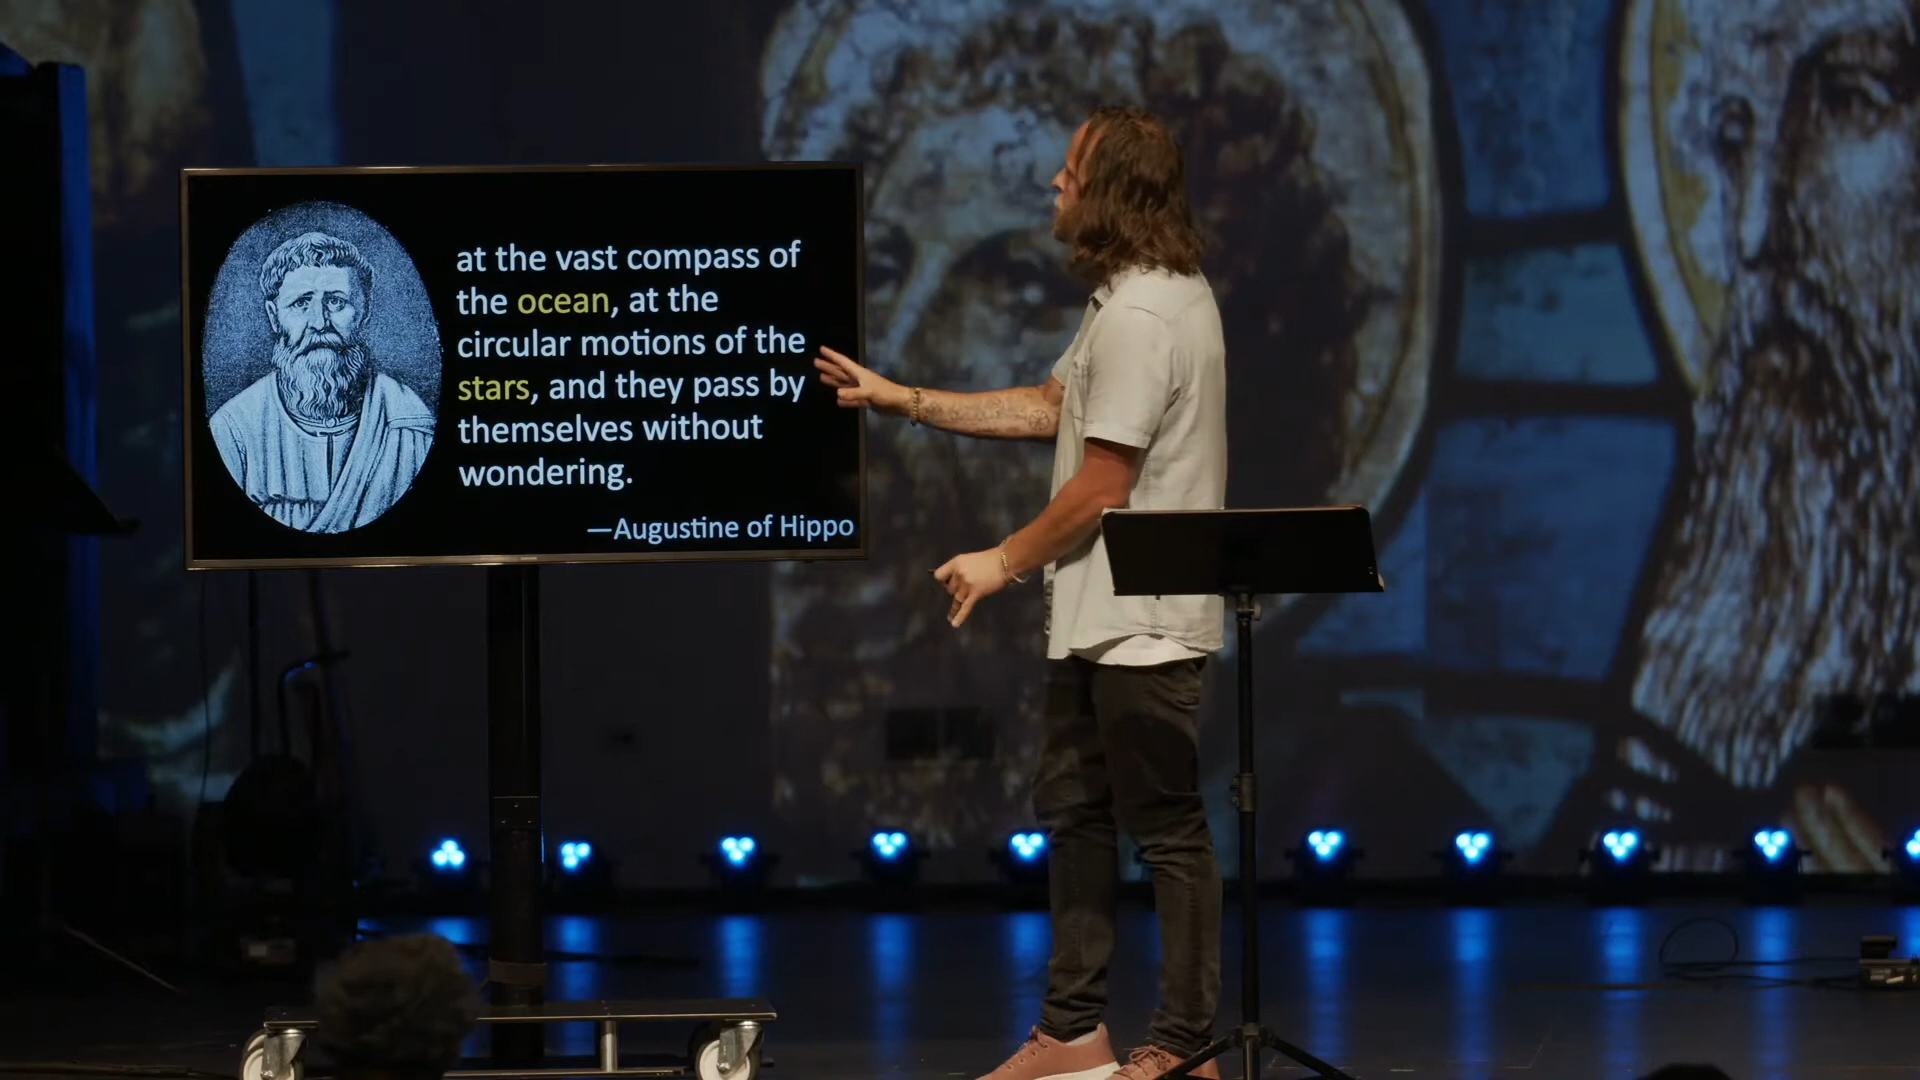 at the vast compass of
the ocean, at the
circular motions of the
stars, and they pass by
themselves without
wondering.
—Augustine of Hippo